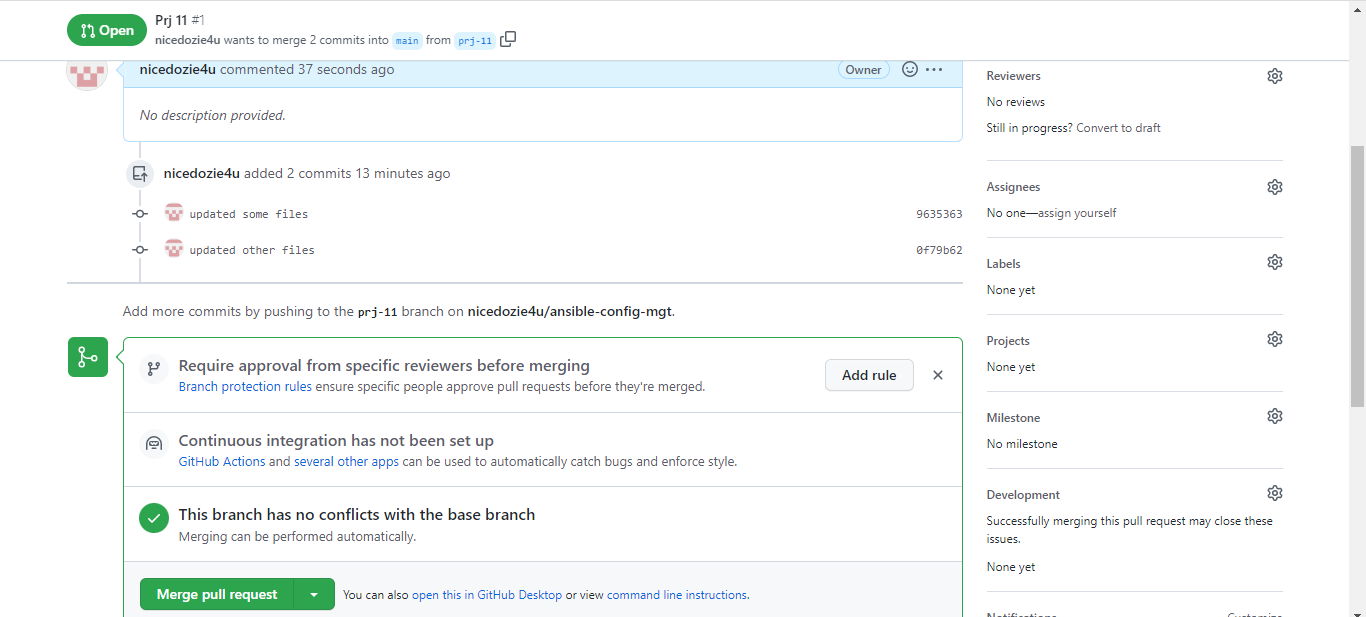 Open
Prj 11 #1
nicedozie4u wants to merge 2 commits into main from prj-11
nicedozie4u commented 37 seconds ago
Owner
No description provided.
nicedozie4u added 2 commits 13 minutes ago
updated some files 9635363
updated other files 0f79b62
Add more commits by pushing to the prj-11 branch on nicedozie4u/ansible-config-mgt.
Require approval from specific reviewers before merging
Branch protection rules ensure specific people approve pull requests before they're merged.
Add rule
Continuous integration has not been set up
GitHub Actions and several other apps can be used to automatically catch bugs and enforce style.
This branch has no conflicts with the base branch
Merging can be performed automatically.
Merge pull request
You can also open this in GitHub Desktop or view command line instructions.
Reviewers
No reviews
Still in progress? Convert to draft
Assignees
No one—assign yourself
Labels
None yet
Projects
None yet
Milestone
No milestone
Development
Successfully merging this pull request may close these
issues.
None yet
Notifications Customize